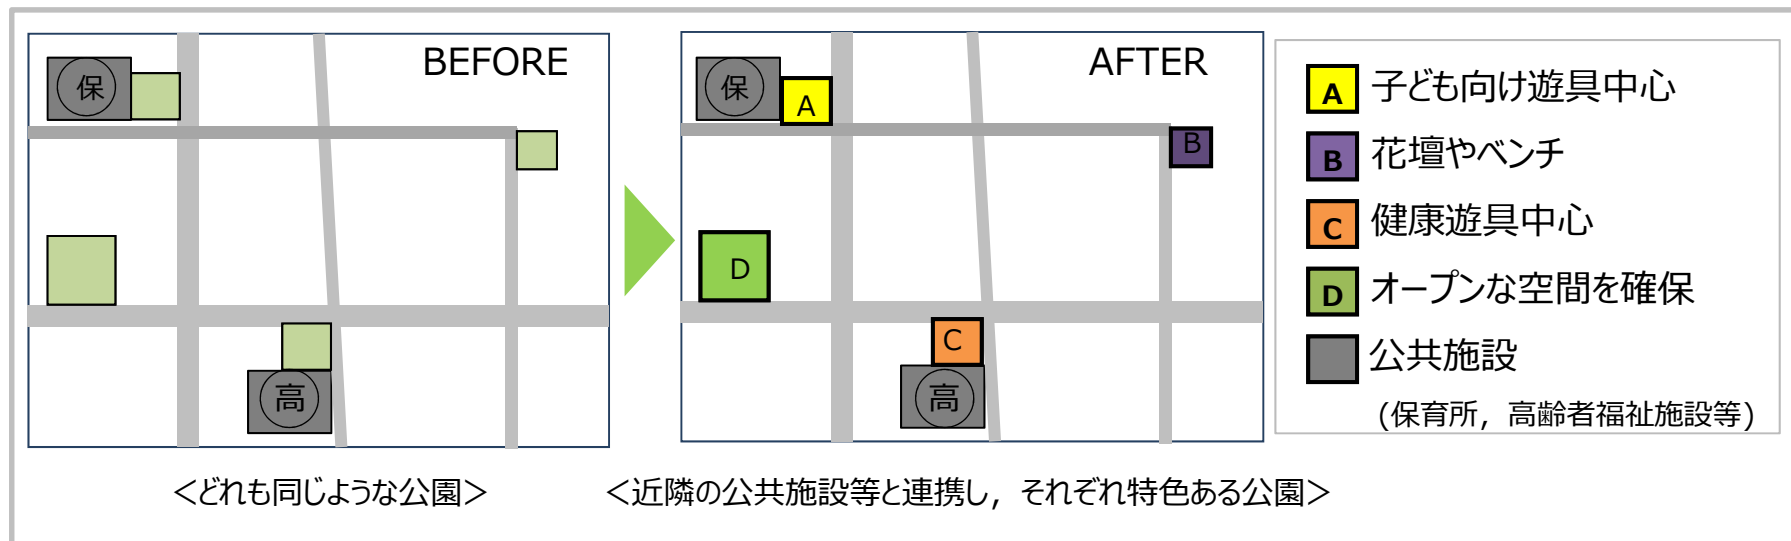 BEFORE
保
高
<どれも同じような公園>
AFTER
保
A
B
D
C
高
<近隣の公共施設等と連携し,それぞれ特色ある公園>
A 子ども向け遊具中心
B 花壇やベンチ
C 健康遊具中心
D オープンな空間を確保
公共施設
(保育所,高齢者福祉施設等)